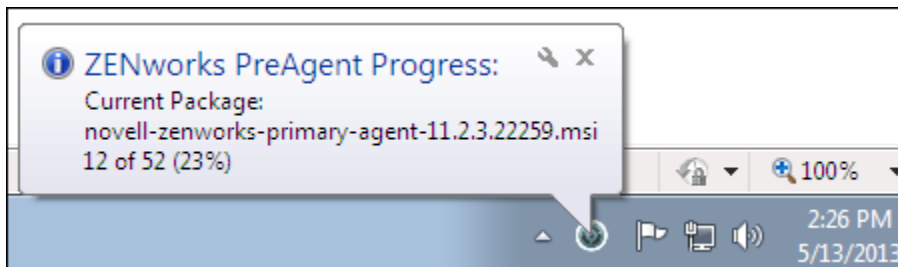 ZENworks PreAgent Progress:
Current Package:
novell-zenworks-primary-agent-11.2.3.22259.msi
12 of 52 (23%)
100%
2:26 PM
5/13/2013